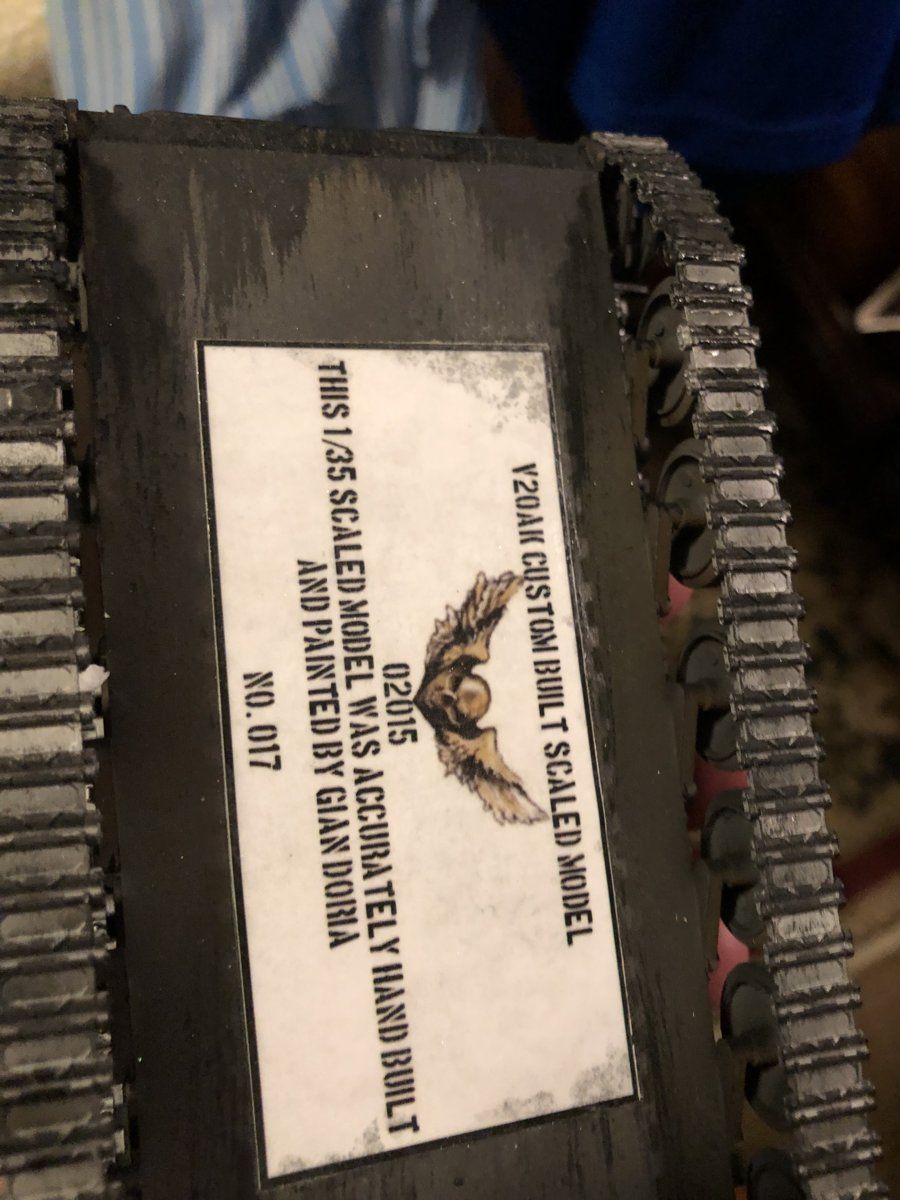 V20AK CUSTOM BUILT SCALED MODEL
02015
THIS 1/35 SCALED MODEL WAS ACCURATELY HAND BUILT
AND PAINTED BY GIAN DORIA
NO. 017